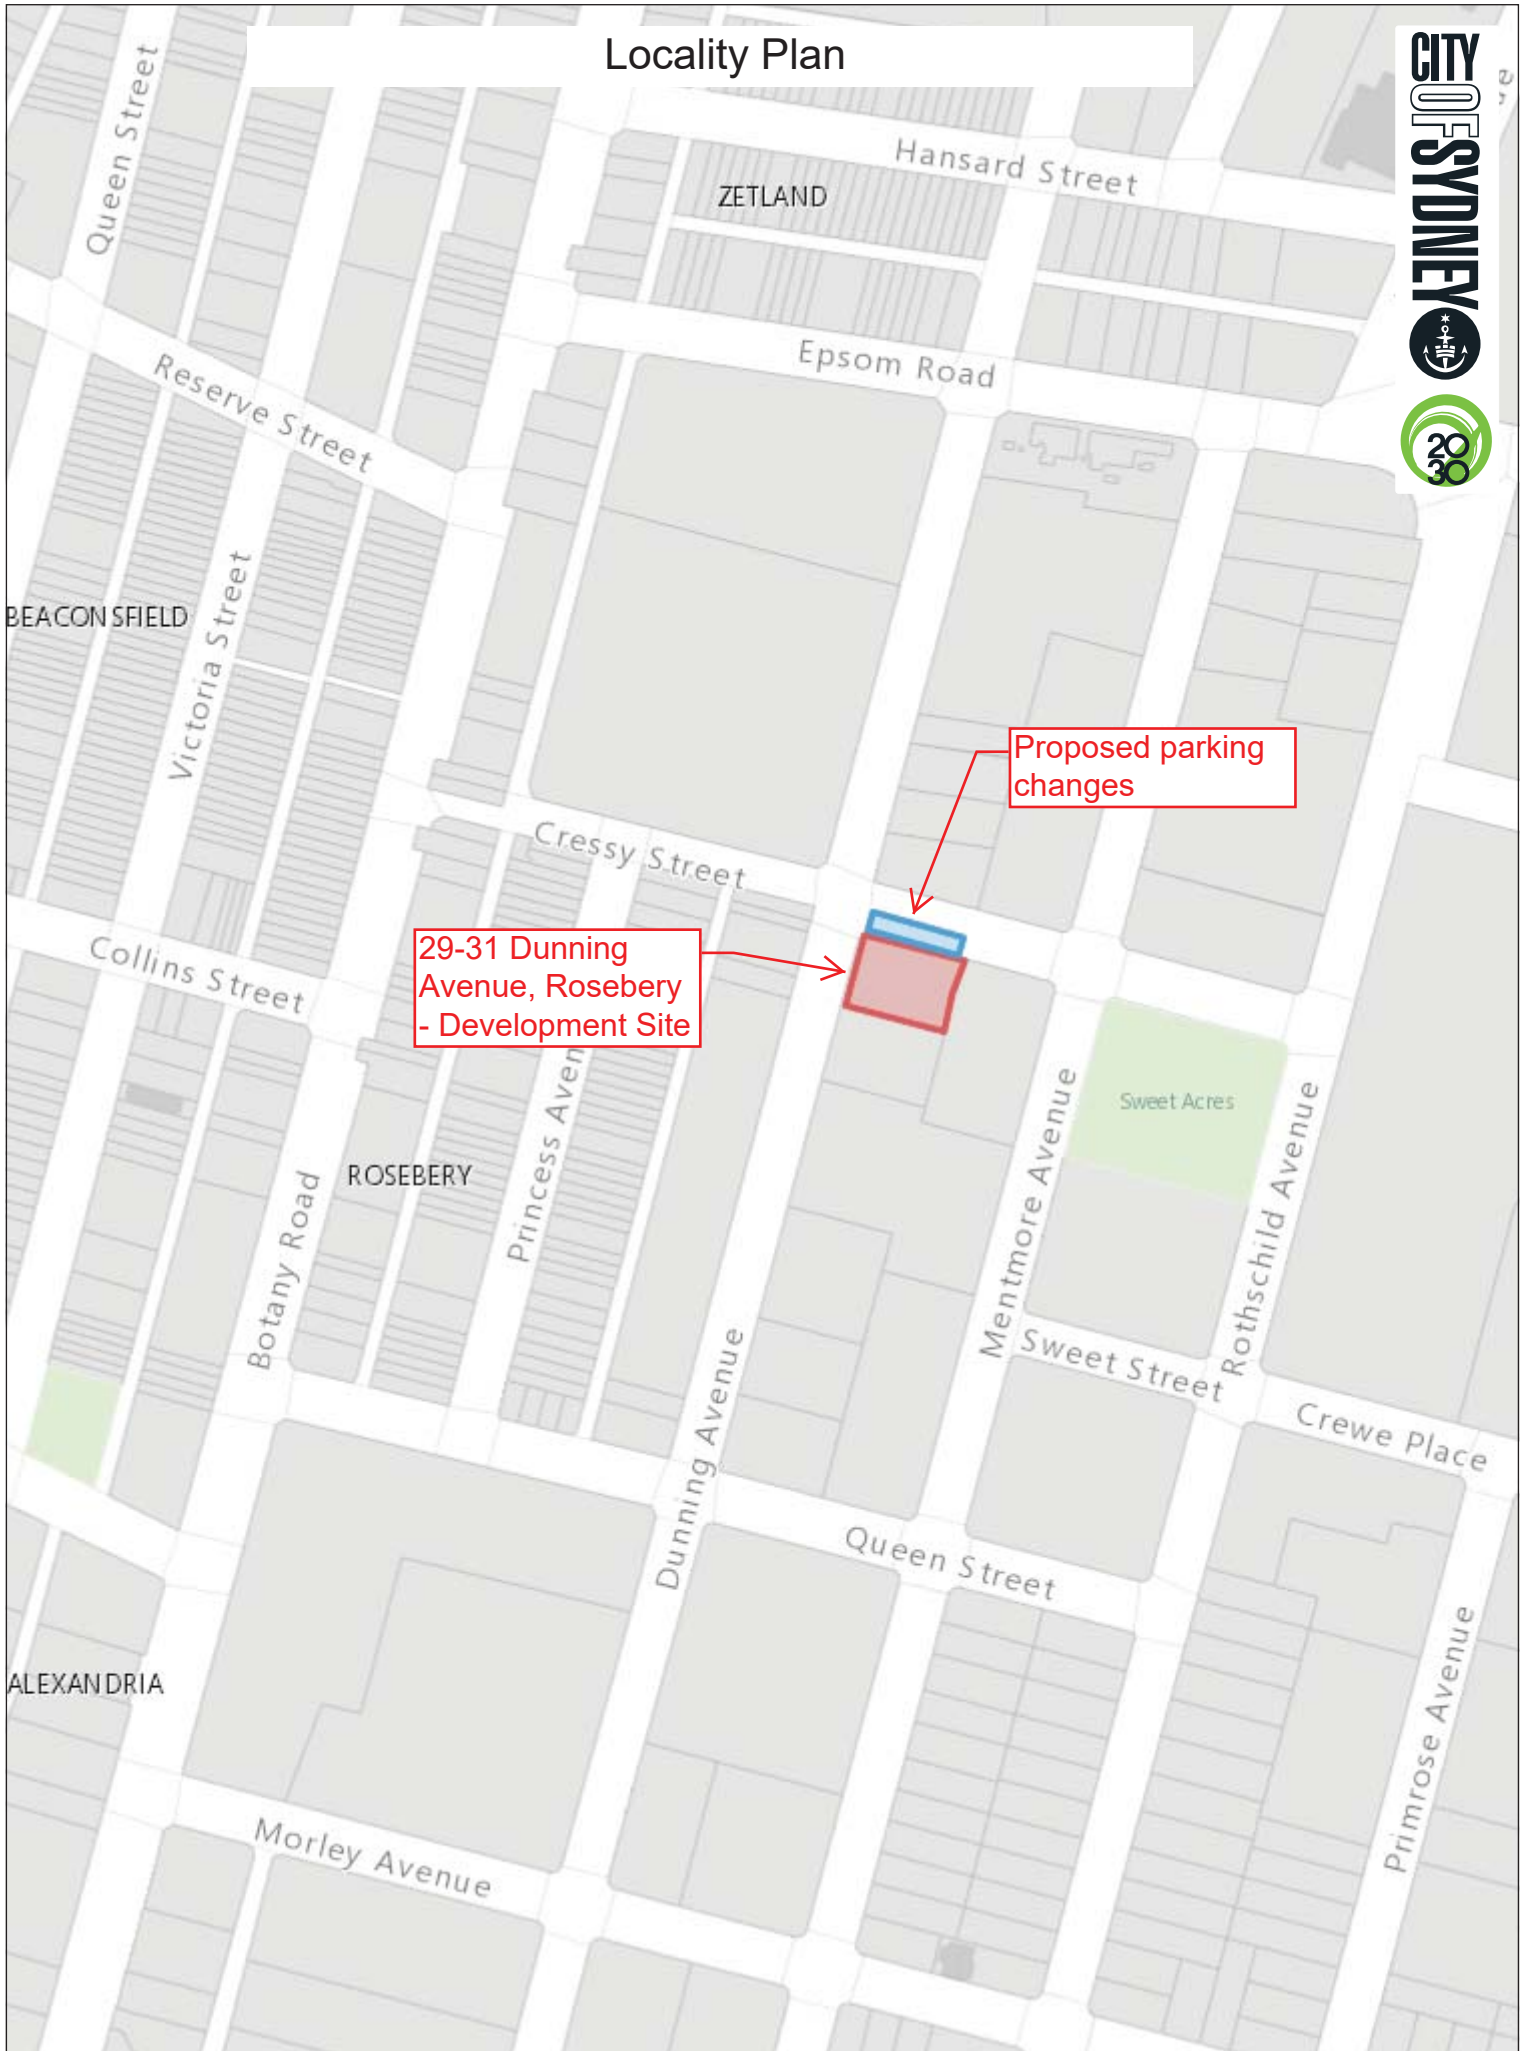 Locality Plan
CITY OF SYDNEY
2030
Queen Street
Hansard Street
ZETLAND
Epsom Road
Reserve Street
BEACONSFIELD
Victoria Street
Proposed parking
changes
Cressy Street
29-31 Dunning
Avenue, Rosebery
- Development Site
Collins Street
Sweet Acres
Princess Aven
Mentmore Avenue
Rothschild Avenue
ROSEBERY
Botany Road
Sweet Street
Crewe Place
Dunning Avenue
Queen Street
Primrose Avenue
ALEXANDRIA
Morley Avenue